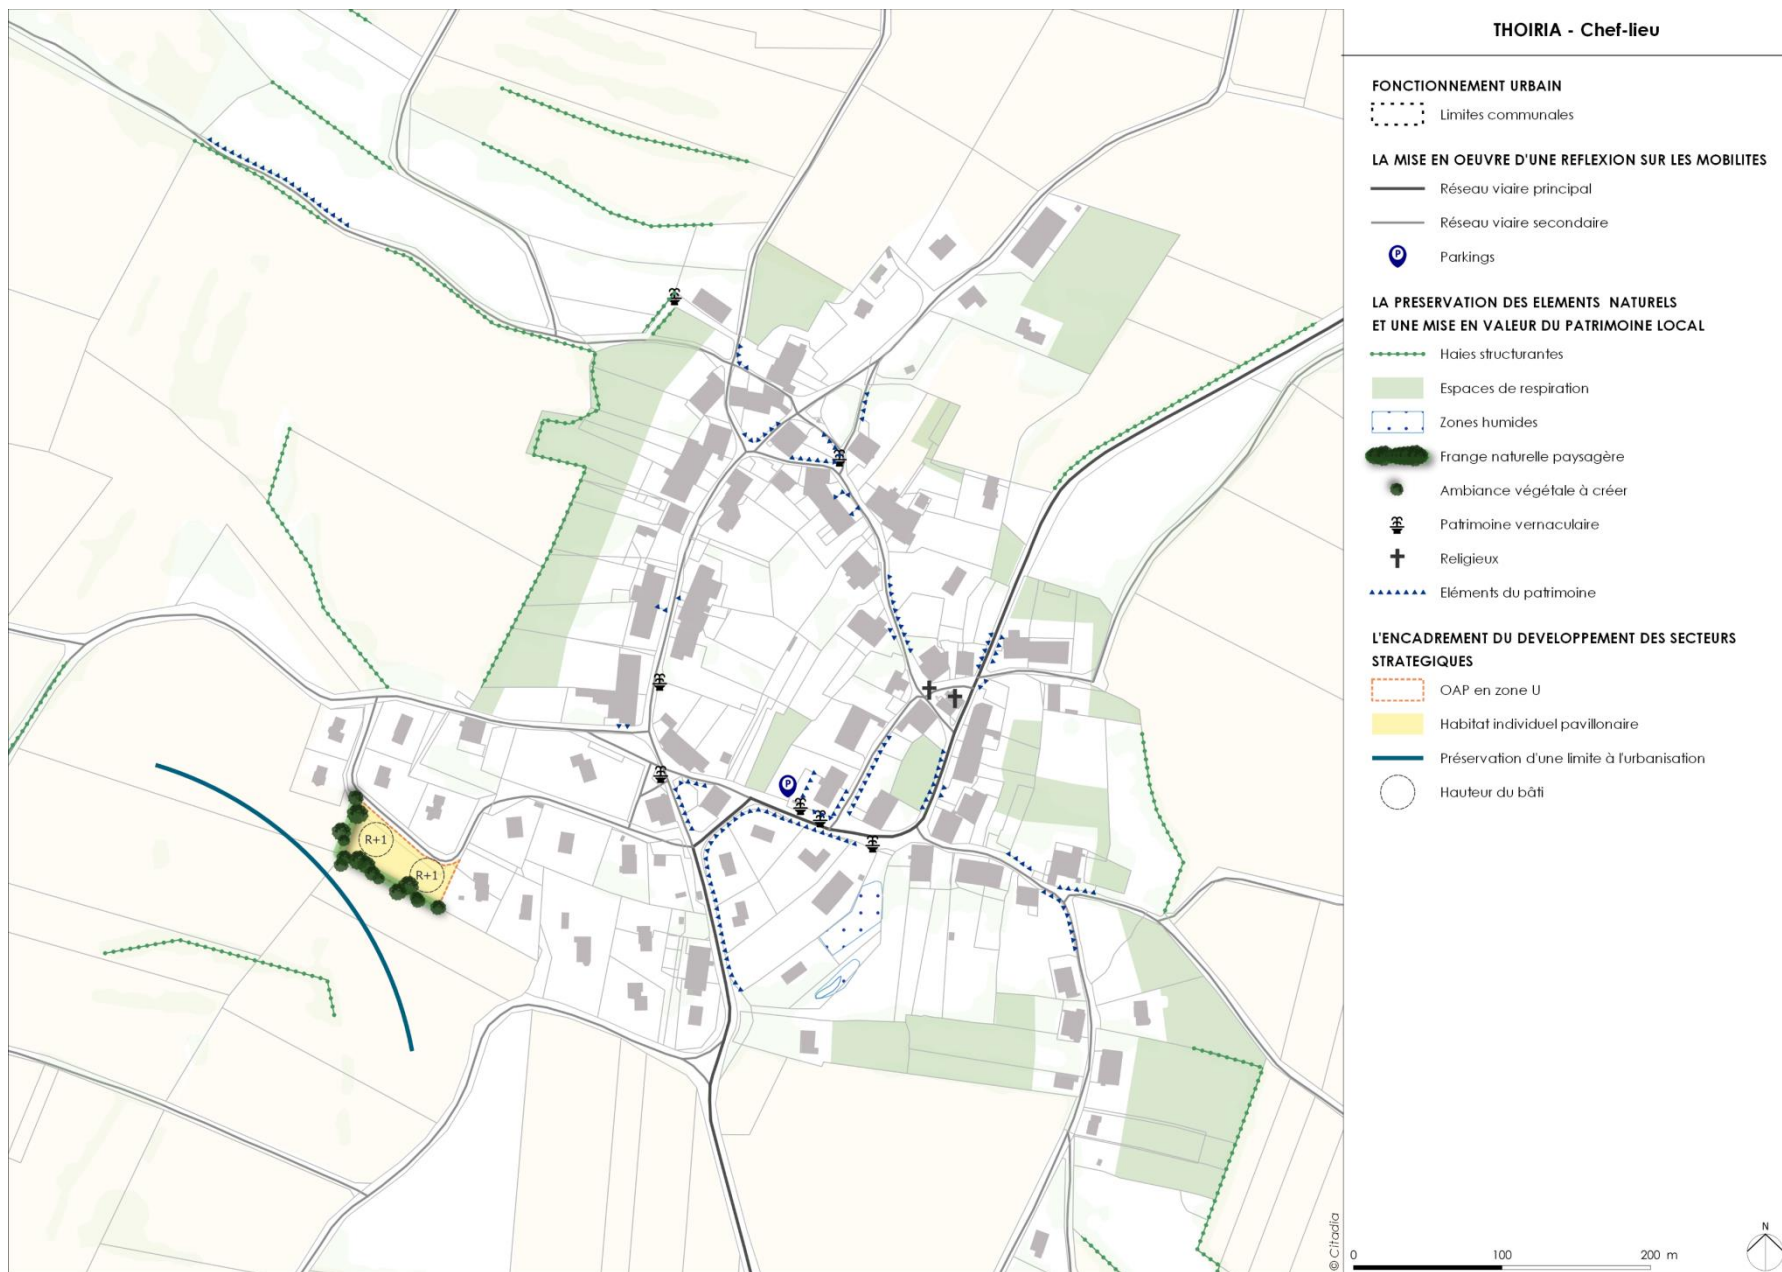 THOIRIA - Chef-lieu
FONCTIONNEMENT URBAIN
Limites communales
LA MISE EN OEUVRE D'UNE REFLEXION SUR LES MOBILITES
Réseau viaire principal
Réseau viaire secondaire
P
Parkings
LA PRESERVATION DES ELEMENTS NATURELS
ET UNE MISE EN VALEUR DU PATRIMOINE LOCAL
Haies structurantes
Espaces de respiration
Zones humides
Frange naturelle paysagère
Ambiance végétale à créer
Patrimoine vernaculaire
Religieux
Eléments du patrimoine
L'ENCADREMENT DU DEVELOPPEMENT DES SECTEURS
STRATEGIQUES
OAP en zone U
Habitat individuel pavillonaire
Préservation d'une limite à l'urbanisation
Hauteur du bâti
P
R+1
R+1
© Citadia
0 100 200 m
N